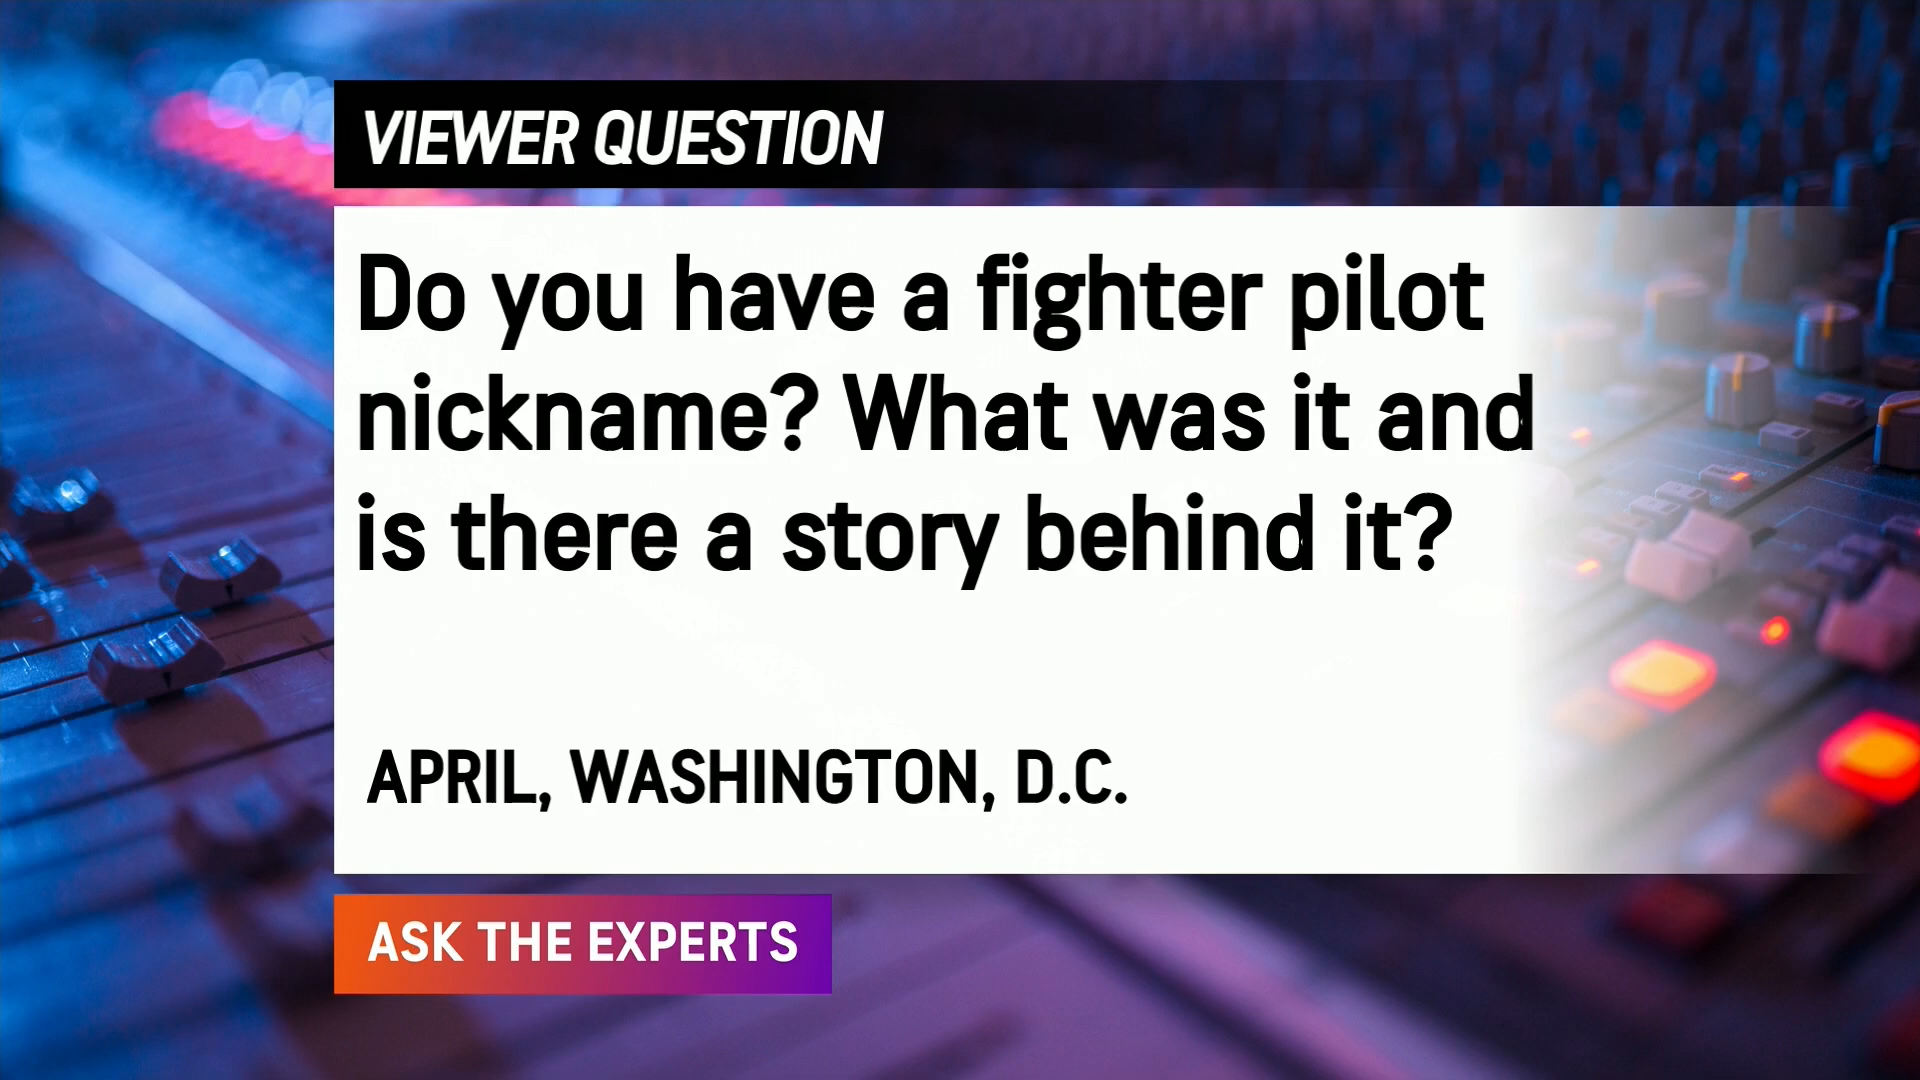 VIEWER QUESTION
Do you have a fighter pilot
nickname? What was it and
is there a story behind it?
APRIL, WASHINGTON, D.C.
ASK THE EXPERTS